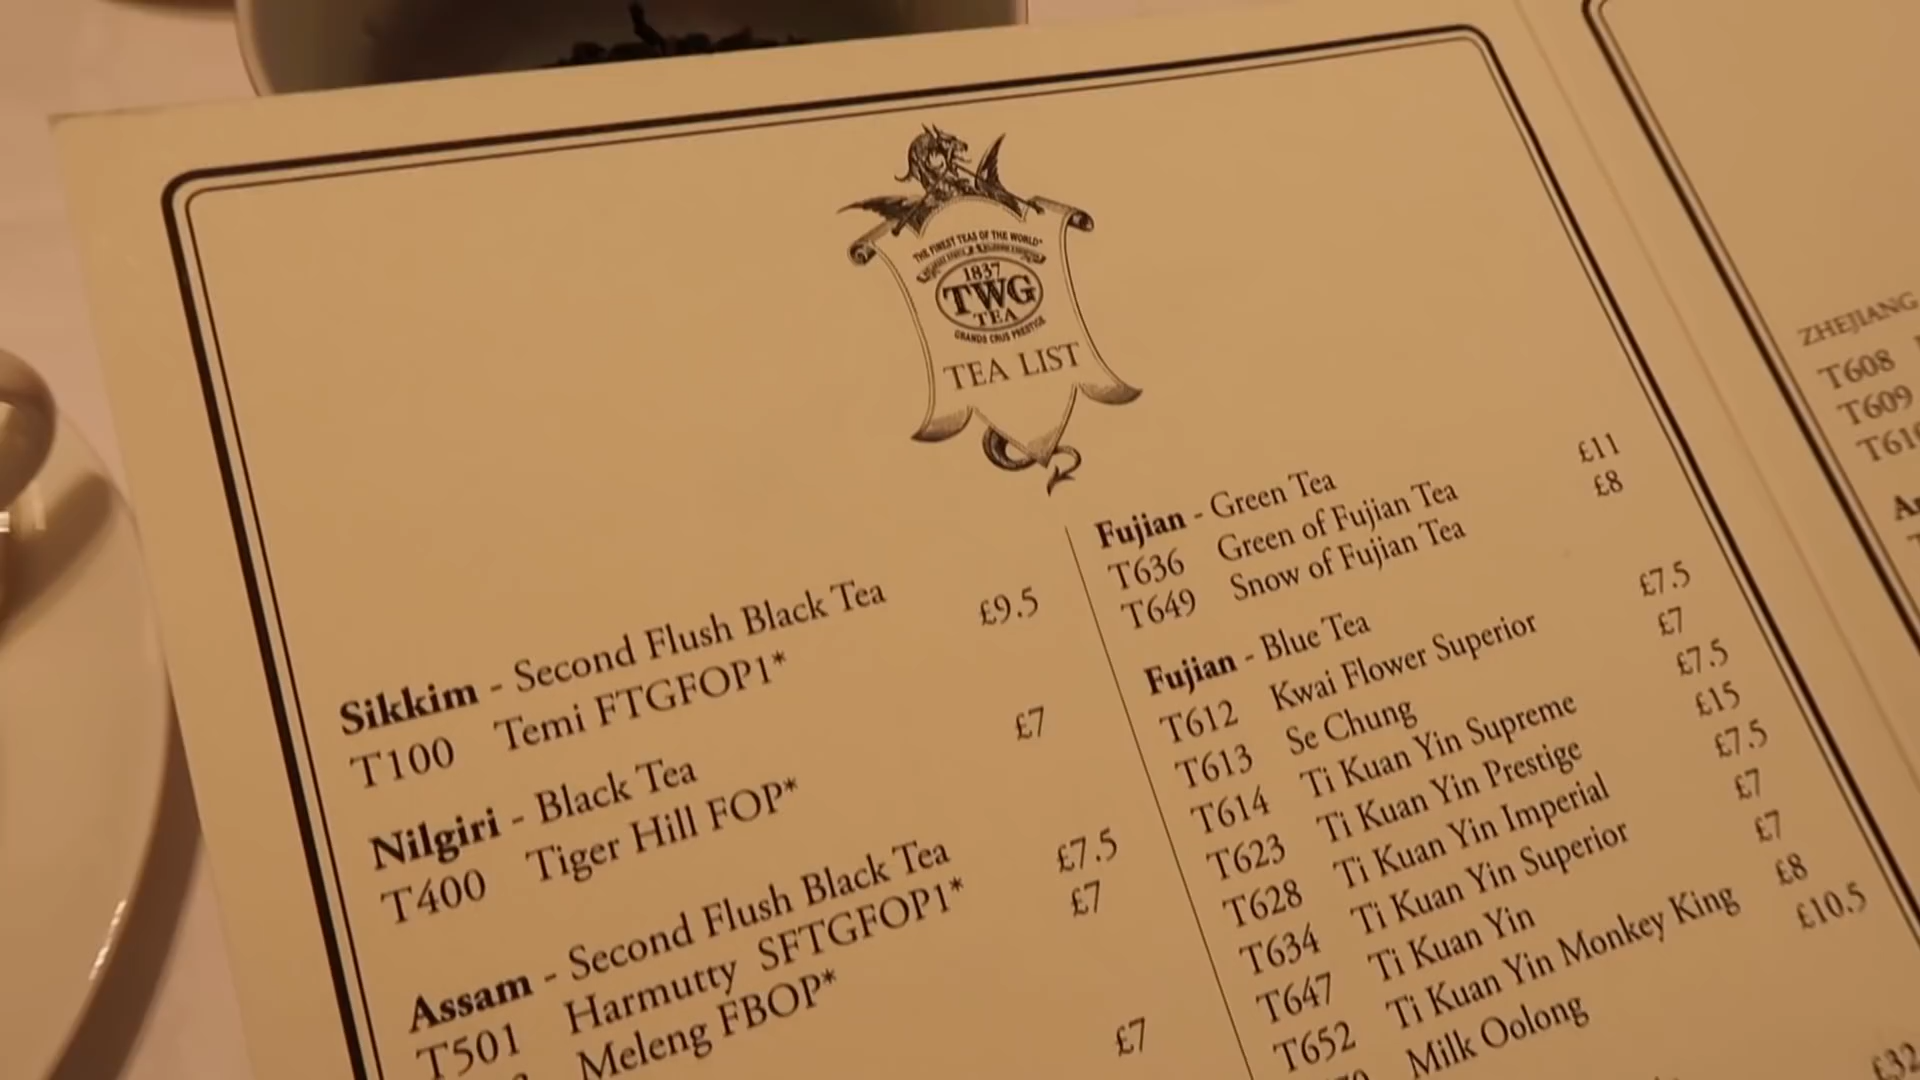 THE FINEST TEAS OF THE WORLD
1837
TWG
TEA
GRANDS CRUS PRESTIGE
TEA LIST
Sikkim - Second Flush Black Tea
T100 Temi FTGFOP1* £9.5
Nilgiri - Black Tea
T400 Tiger Hill FOP* £7
Assam - Second Flush Black Tea
T501 Harmutty SFTGFOP1* £7.5
Meleng FBOP* £7
£7
Fujian - Green Tea
T636 Green of Fujian Tea £11
T649 Snow of Fujian Tea £8
Fujian - Blue Tea
T612 Kwai Flower Superior £7.5
T613 Se Chung £7
T614 Ti Kuan Yin Supreme £7.5
T623 Ti Kuan Yin Prestige £15
T628 Ti Kuan Yin Imperial £7.5
T634 Ti Kuan Yin Superior £7
T647 Ti Kuan Yin £7
T652 Ti Kuan Yin Monkey King £8
Milk Oolong £10.5
£32
ZHEJIANG
T608
T609